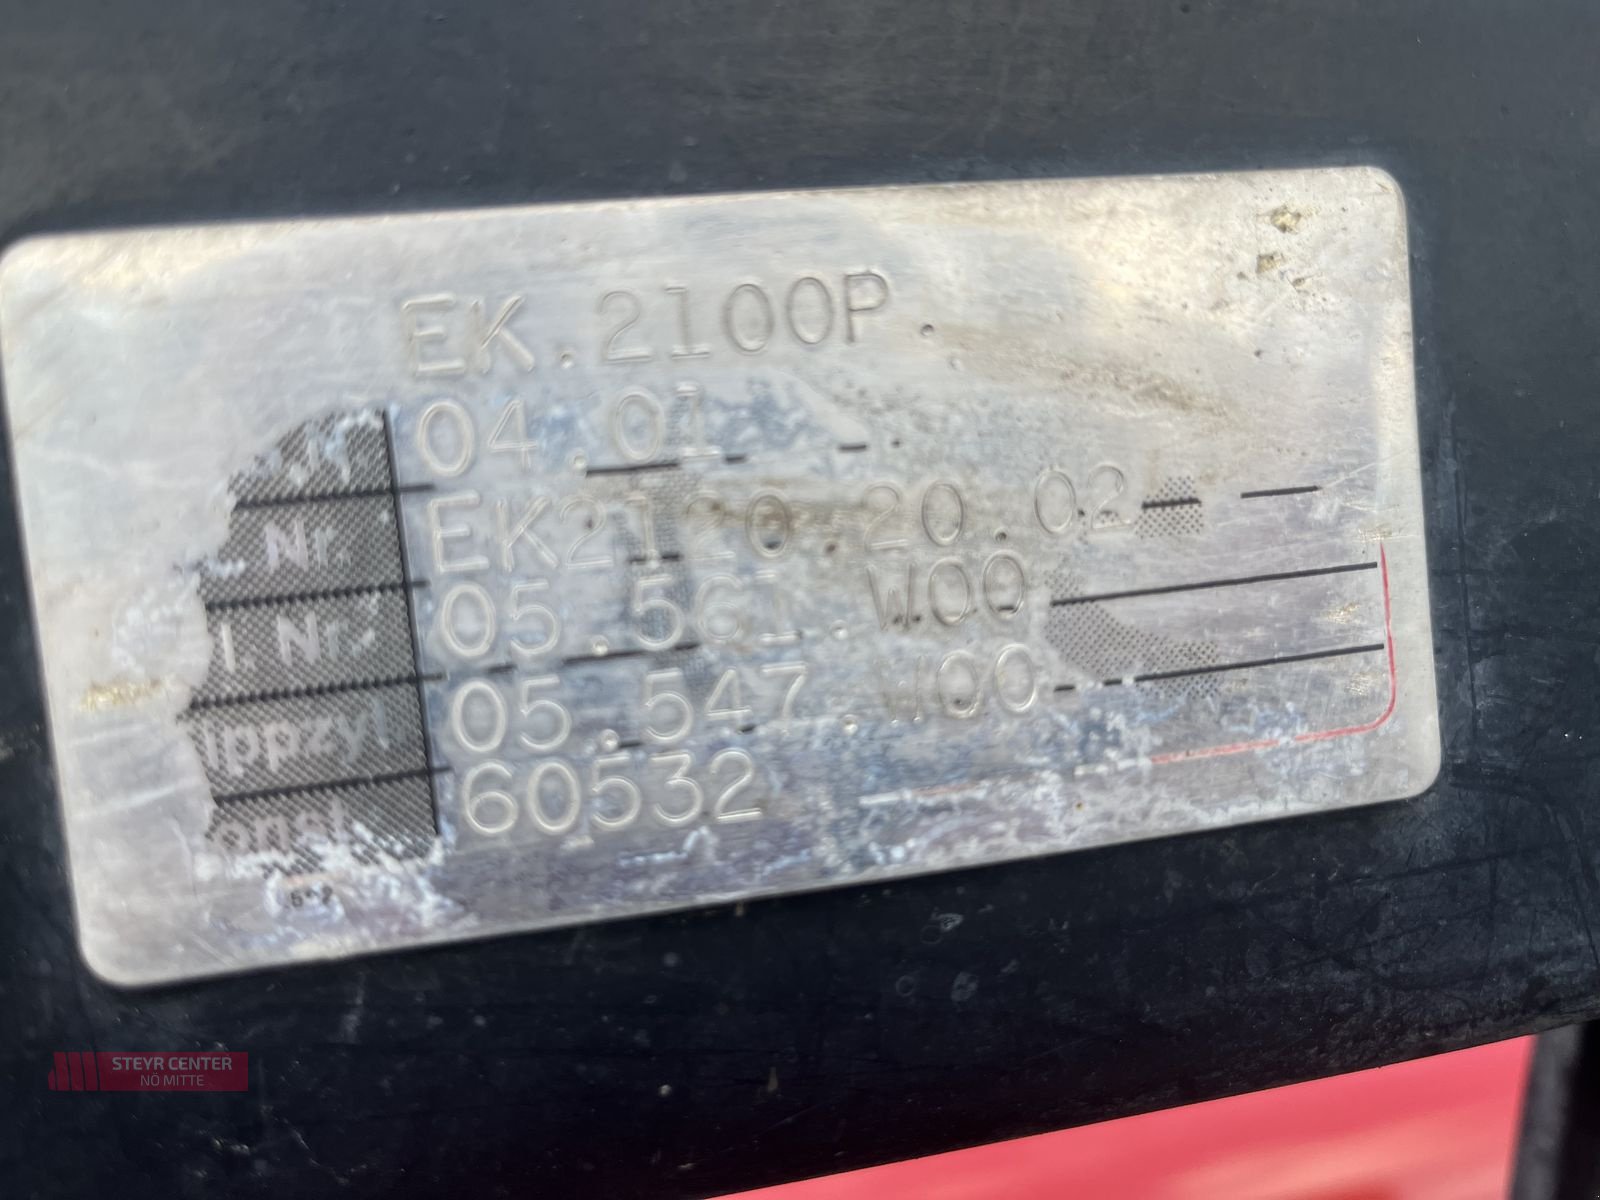 EK.2100P.
04.01
Nr. EK2120.20.02
l. Nr. 05.561.W00
ippzyl 05.547.W00
60532
STEYR CENTER
NÖ MITTE